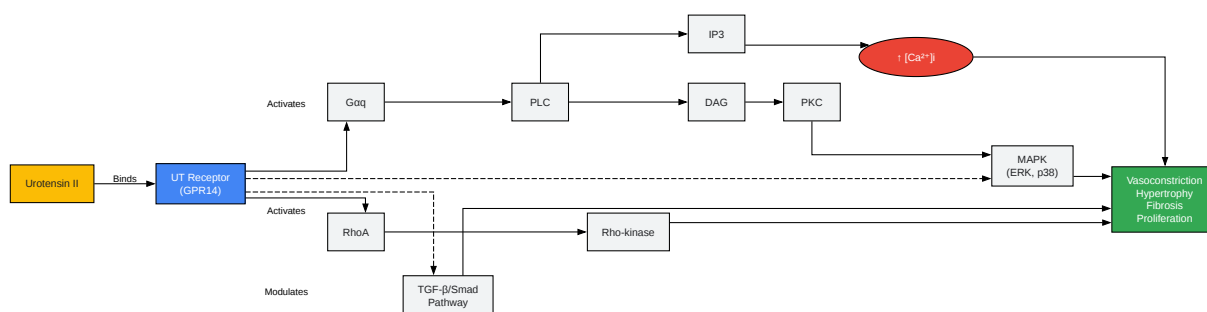 IP3
↑ [Ca²⁺]i
Activates
Gαq
PLC
DAG
PKC
Urotensin II
Binds
UT Receptor
(GPR14)
MAPK
(ERK, p38)
Vasoconstriction
Hypertrophy
Fibrosis
Proliferation
Activates
RhoA
Rho-kinase
Modulates
TGF-β/Smad
Pathway